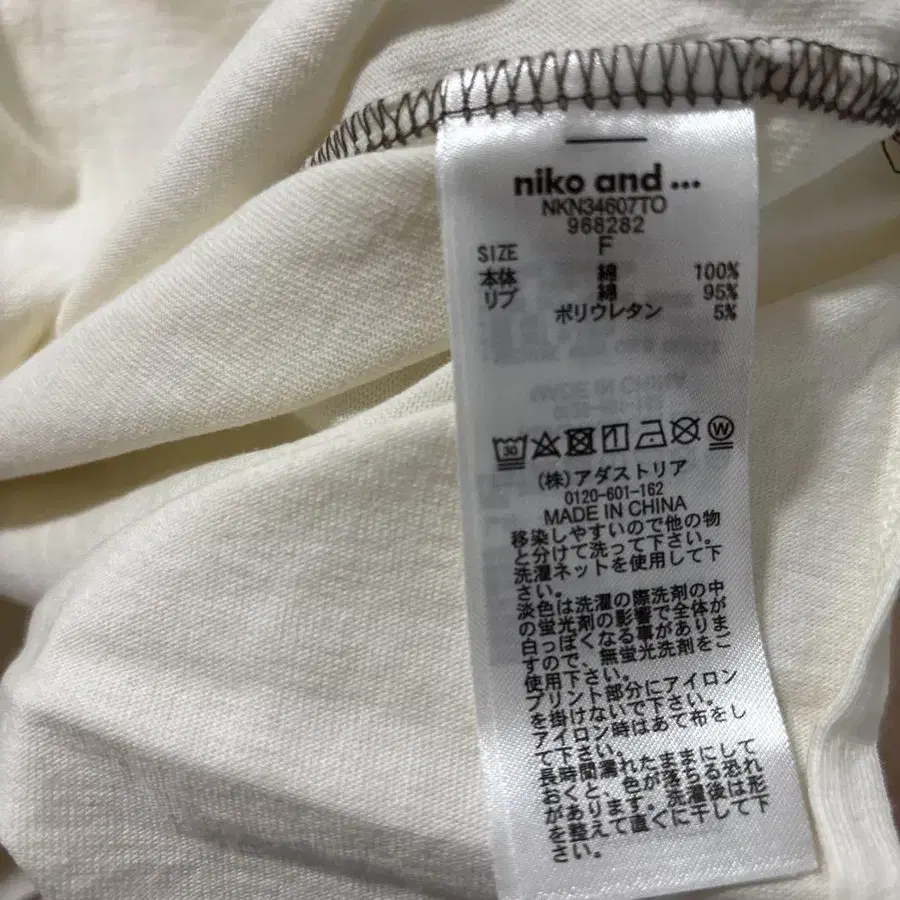 niko and ...
NKN34607TO
968282
SIZE F
本体 綿 100%
リブ 綿 95%
ポリウレタン 5%
30
W
(株)アダストリア
0120-601-162
MADE IN CHINA
移染しやすいので他の物
と分けて洗って下さい。
洗濯ネットを使用して下
さい。
淡色は洗濯の際洗剤の中
の蛍光剤の影響で全体が
白っぽくなる事がありま
すので、無蛍光洗剤をご
使用下さい。
プリント部分にアイロン
を掛けないで下さい。
アイロン時はあて布をし
て下さい。
長時間濡れたままにして
おくと、色が落ちる恐れ
があります。洗濯後は形
を整えて直ぐに干して下
さい。